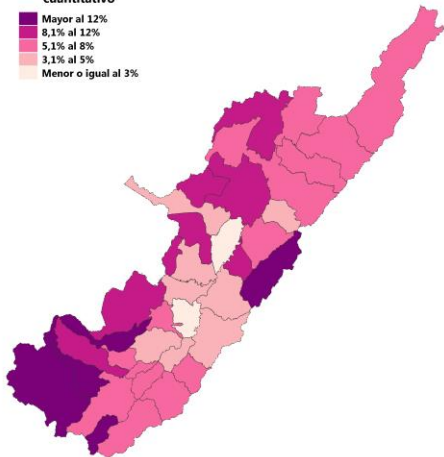 Cuantitativo
Mayor al 12%
8,1% al 12%
5,1% al 8%
3,1% al 5%
Menor o igual al 3%